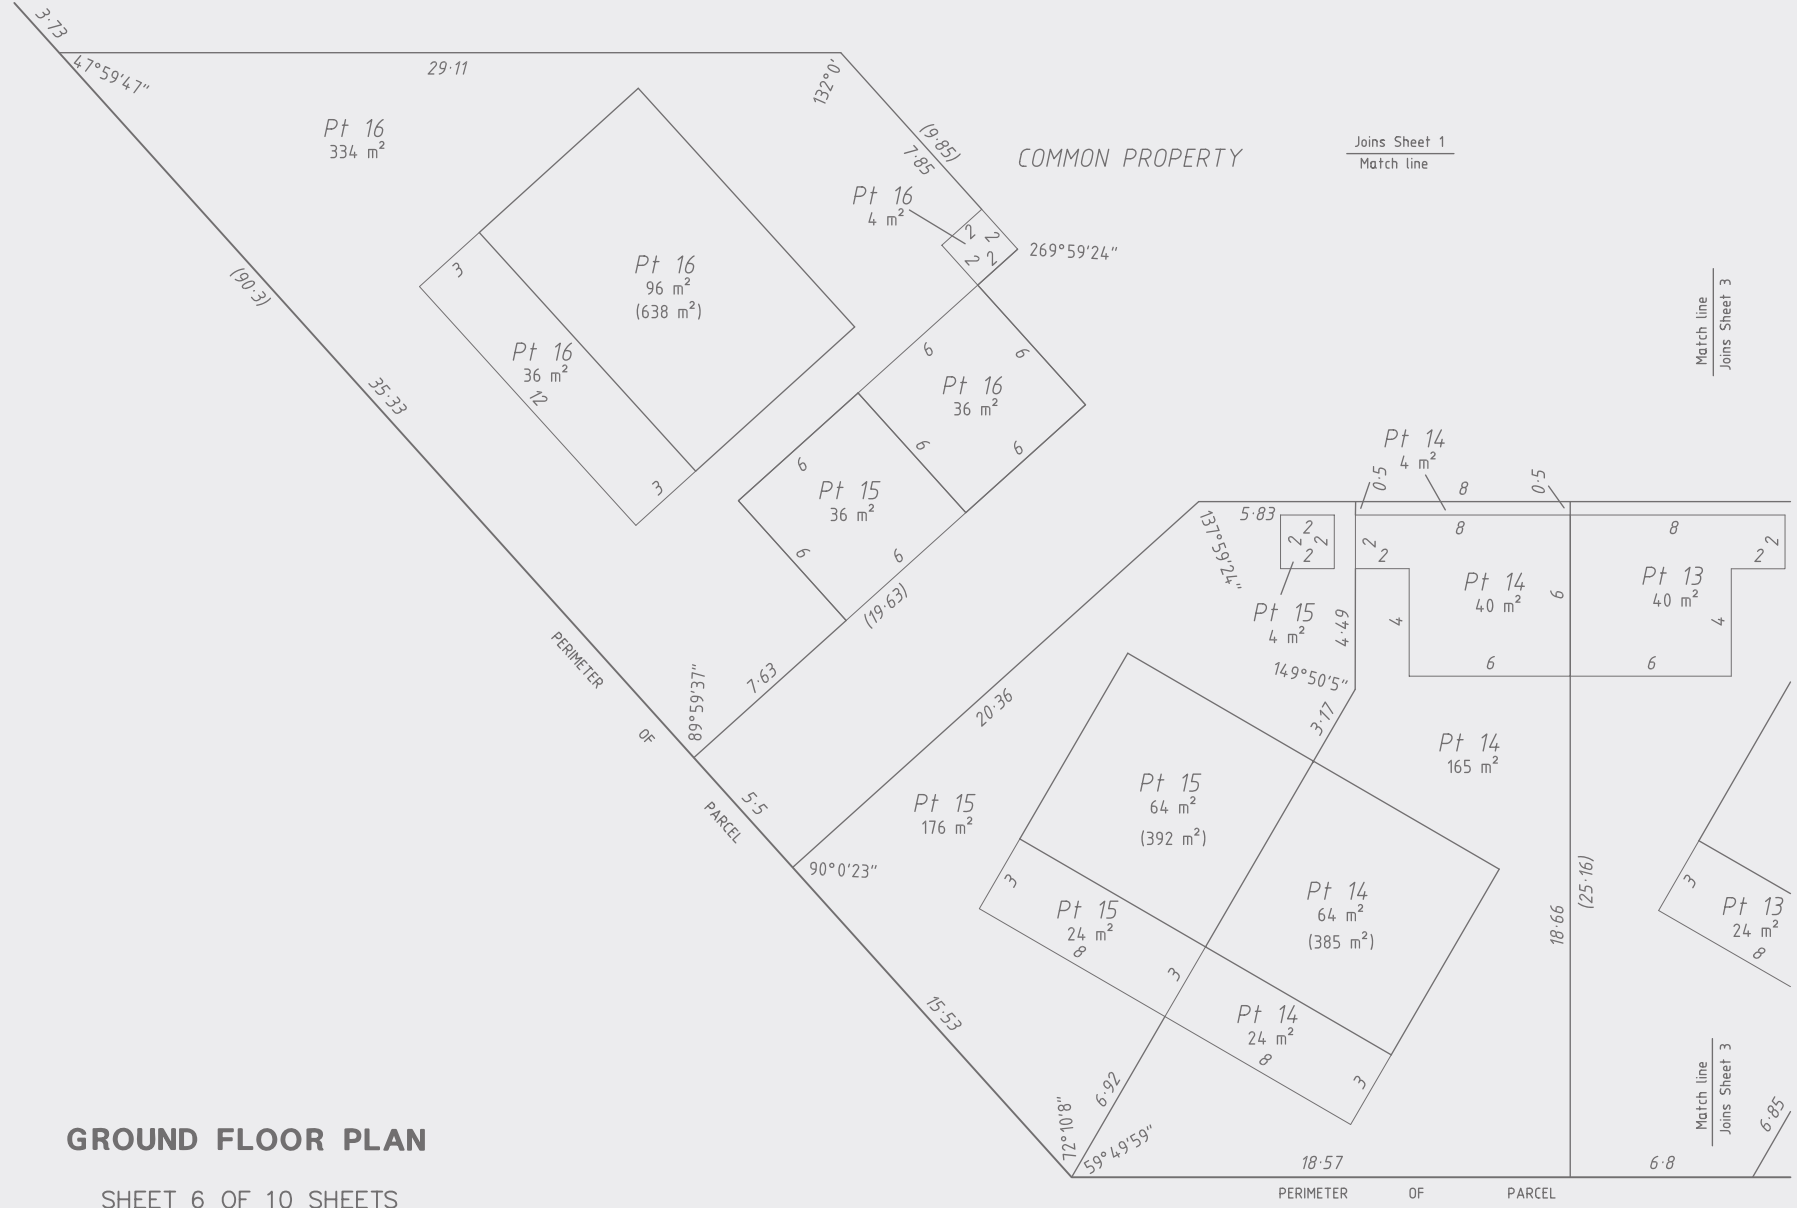 3·73
47°59'47"
29·11
132°0'
Pt 16
334 m²
(9·85)
7·85
COMMON PROPERTY
Joins Sheet 1
Match line
Pt 16
4 m²
2
2
2
2
269°59'24"
(90·3)
3
Pt 16
96 m²
(638 m²)
Match line
Joins Sheet 3
Pt 16
36 m²
12
3
35·33
6
6
Pt 16
36 m²
6
6
6
Pt 15
36 m²
6
6
(19·63)
7·63
89°59'37"
PERIMETER
OF
PARCEL
5·5
Pt 14
4 m²
0·5
8
0·5
5·83
137°59'24"
2
2
2
2
Pt 15
4 m²
4·49
149°50'5"
3·17
8
2
2
4
Pt 14
40 m²
6
6
8
2
2
Pt 13
40 m²
4
6
20·36
Pt 14
165 m²
Pt 15
64 m²
(392 m²)
Pt 15
176 m²
90°0'23"
3
Pt 15
24 m²
8
3
Pt 14
64 m²
(385 m²)
18·66
(25·16)
3
Pt 13
24 m²
8
Pt 14
24 m²
8
3
15·53
6·92
72°10'8"
59°49'59"
18·57
6·8
6·85
Match line
Joins Sheet 3
PERIMETER OF PARCEL
GROUND FLOOR PLAN
SHEET 6 OF 10 SHEETS